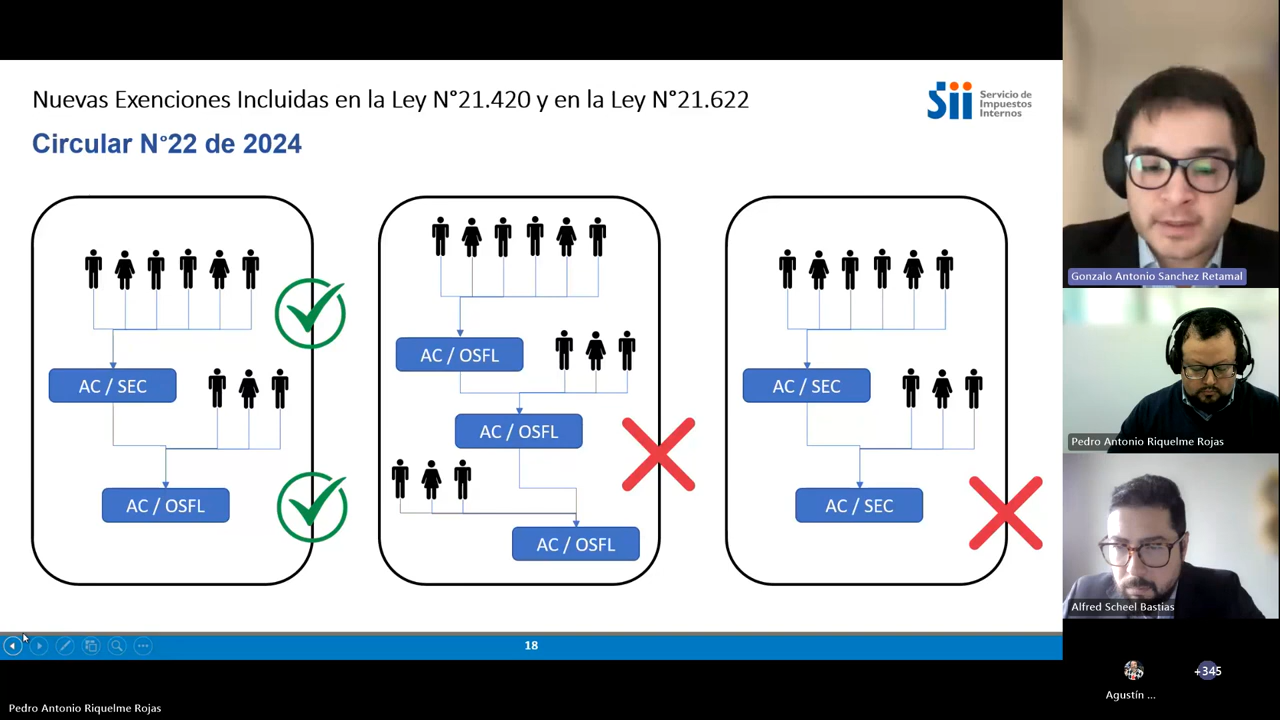 Nuevas Exenciones Incluidas en la Ley N°21.420 y en la Ley N°21.622
Circular N°22 de 2024
Sii Servicio de
Impuestos
Internos
AC / SEC
AC / OSFL
AC / OSFL
AC / OSFL
AC / OSFL
AC / SEC
AC / SEC
18
Gonzalo Antonio Sanchez Retamal
Pedro Antonio Riquelme Rojas
Alfred Scheel Bastias
Agustín ...
+345
Pedro Antonio Riquelme Rojas